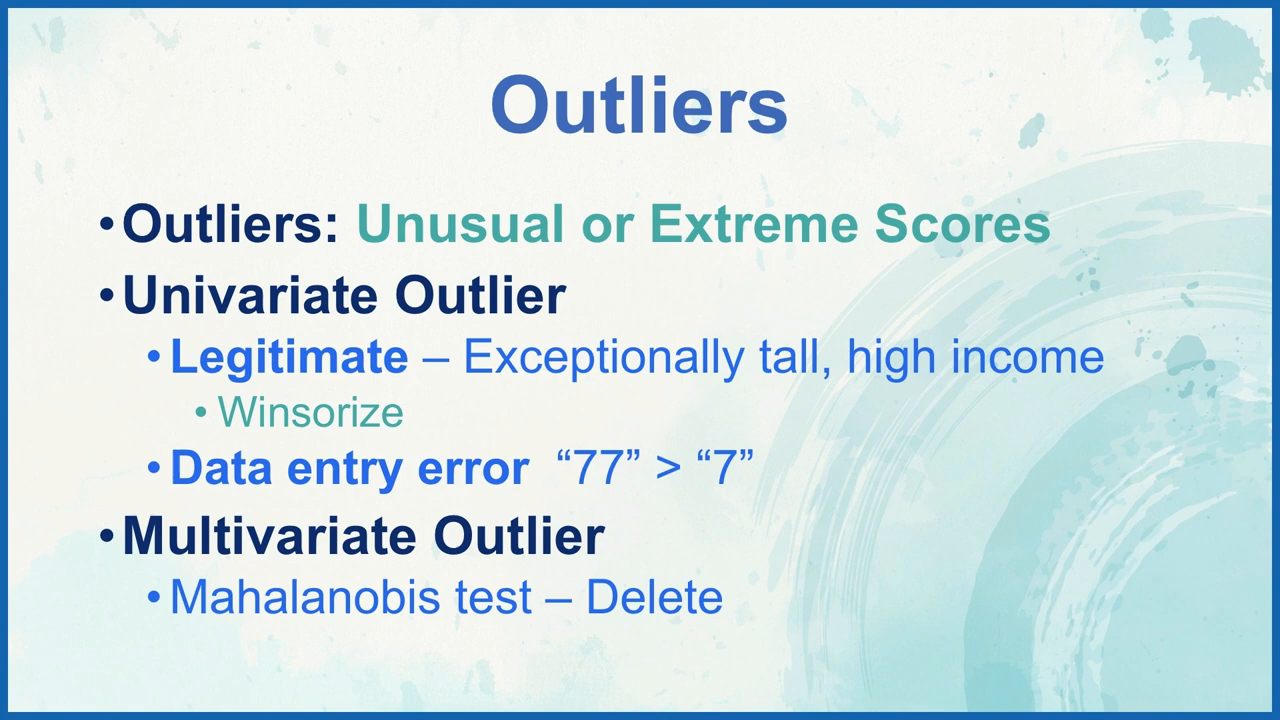 Outliers
• Outliers: Unusual or Extreme Scores
• Univariate Outlier
• Legitimate – Exceptionally tall, high income
• Winsorize
• Data entry error “77” > “7”
• Multivariate Outlier
• Mahalanobis test – Delete